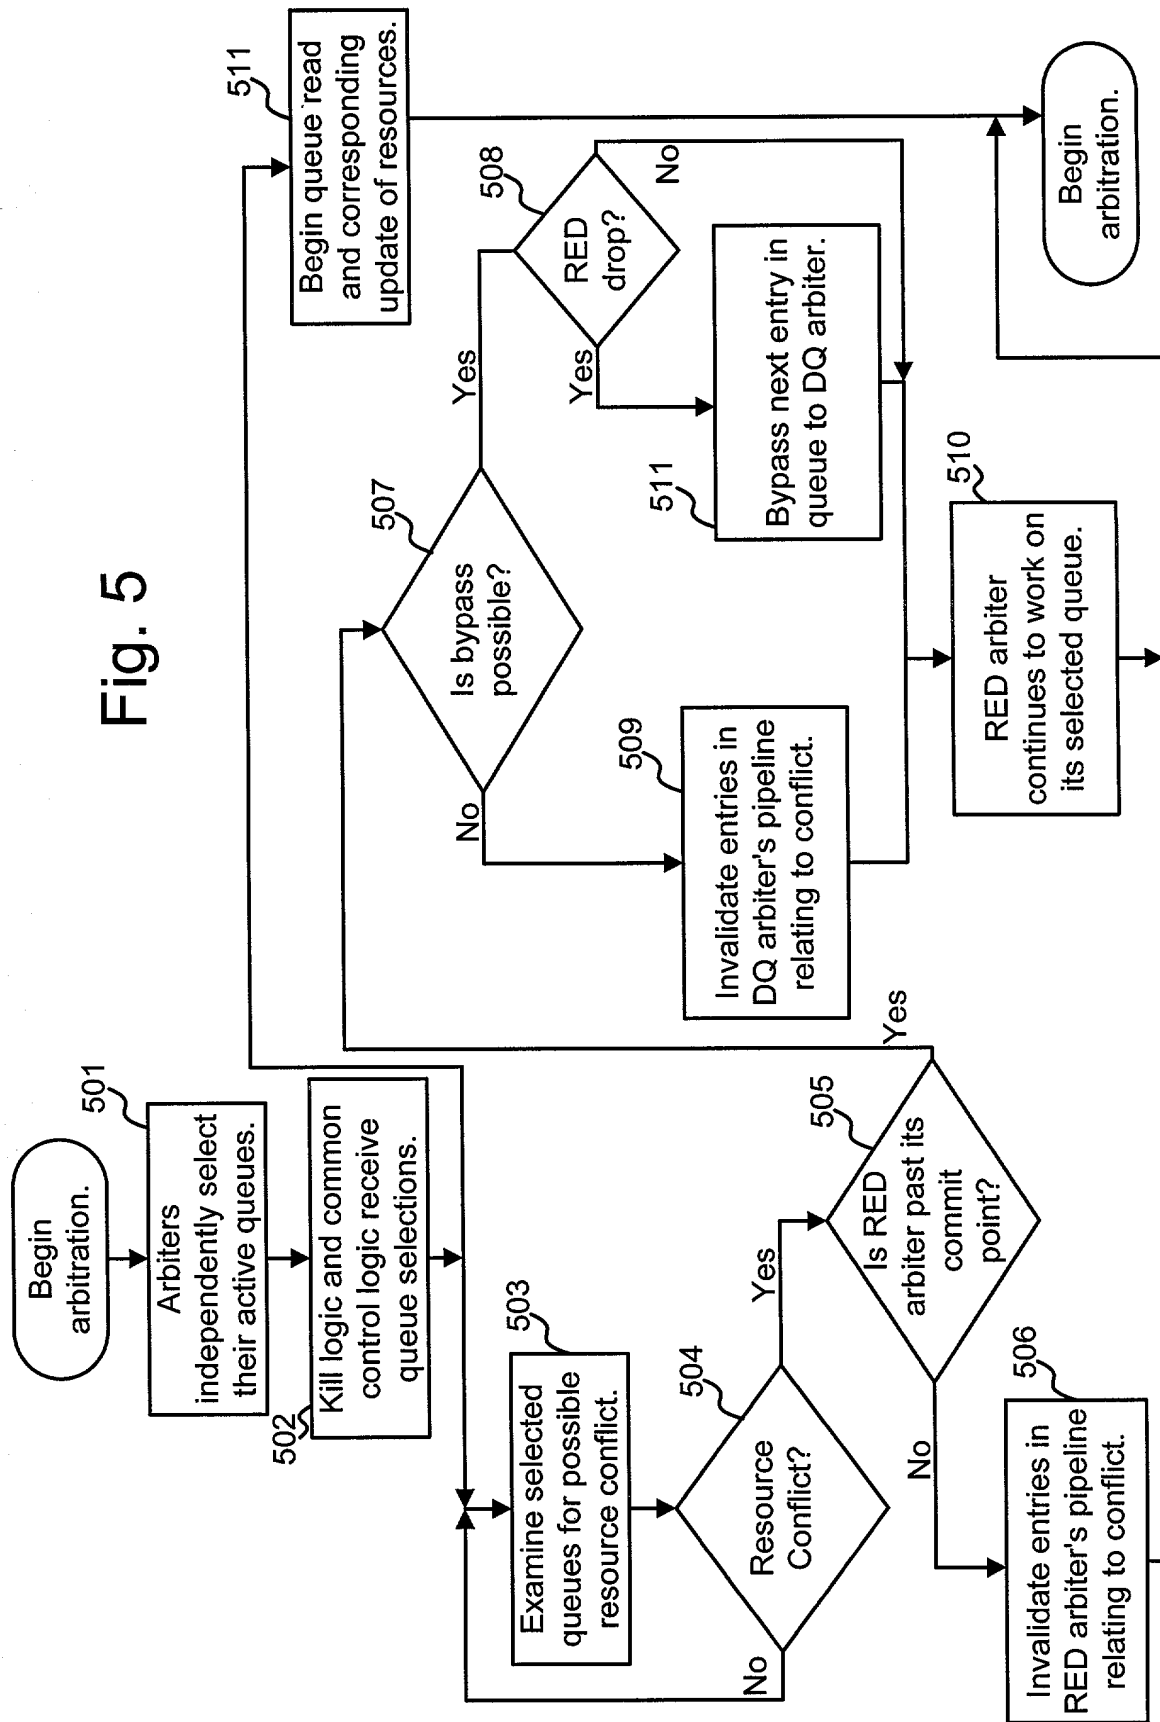 Fig. 5
Begin
arbitration.
501
Arbiters
independently select
their active queues.
502
Kill logic and common
control logic receive
queue selections.
503
Examine selected
queues for possible
resource conflict.
504
Resource
Conflict?
No
Yes
505
Is RED
arbiter past its
commit
point?
No
Yes
506
Invalidate entries in
RED arbiter's pipeline
relating to conflict.
507
Is bypass
possible?
No
Yes
509
Invalidate entries in
DQ arbiter's pipeline
relating to conflict.
508
RED
drop?
Yes
No
511
Bypass next entry in
queue to DQ arbiter.
510
RED arbiter
continues to work on
its selected queue.
511
Begin queue read
and corresponding
update of resources.
Begin
arbitration.